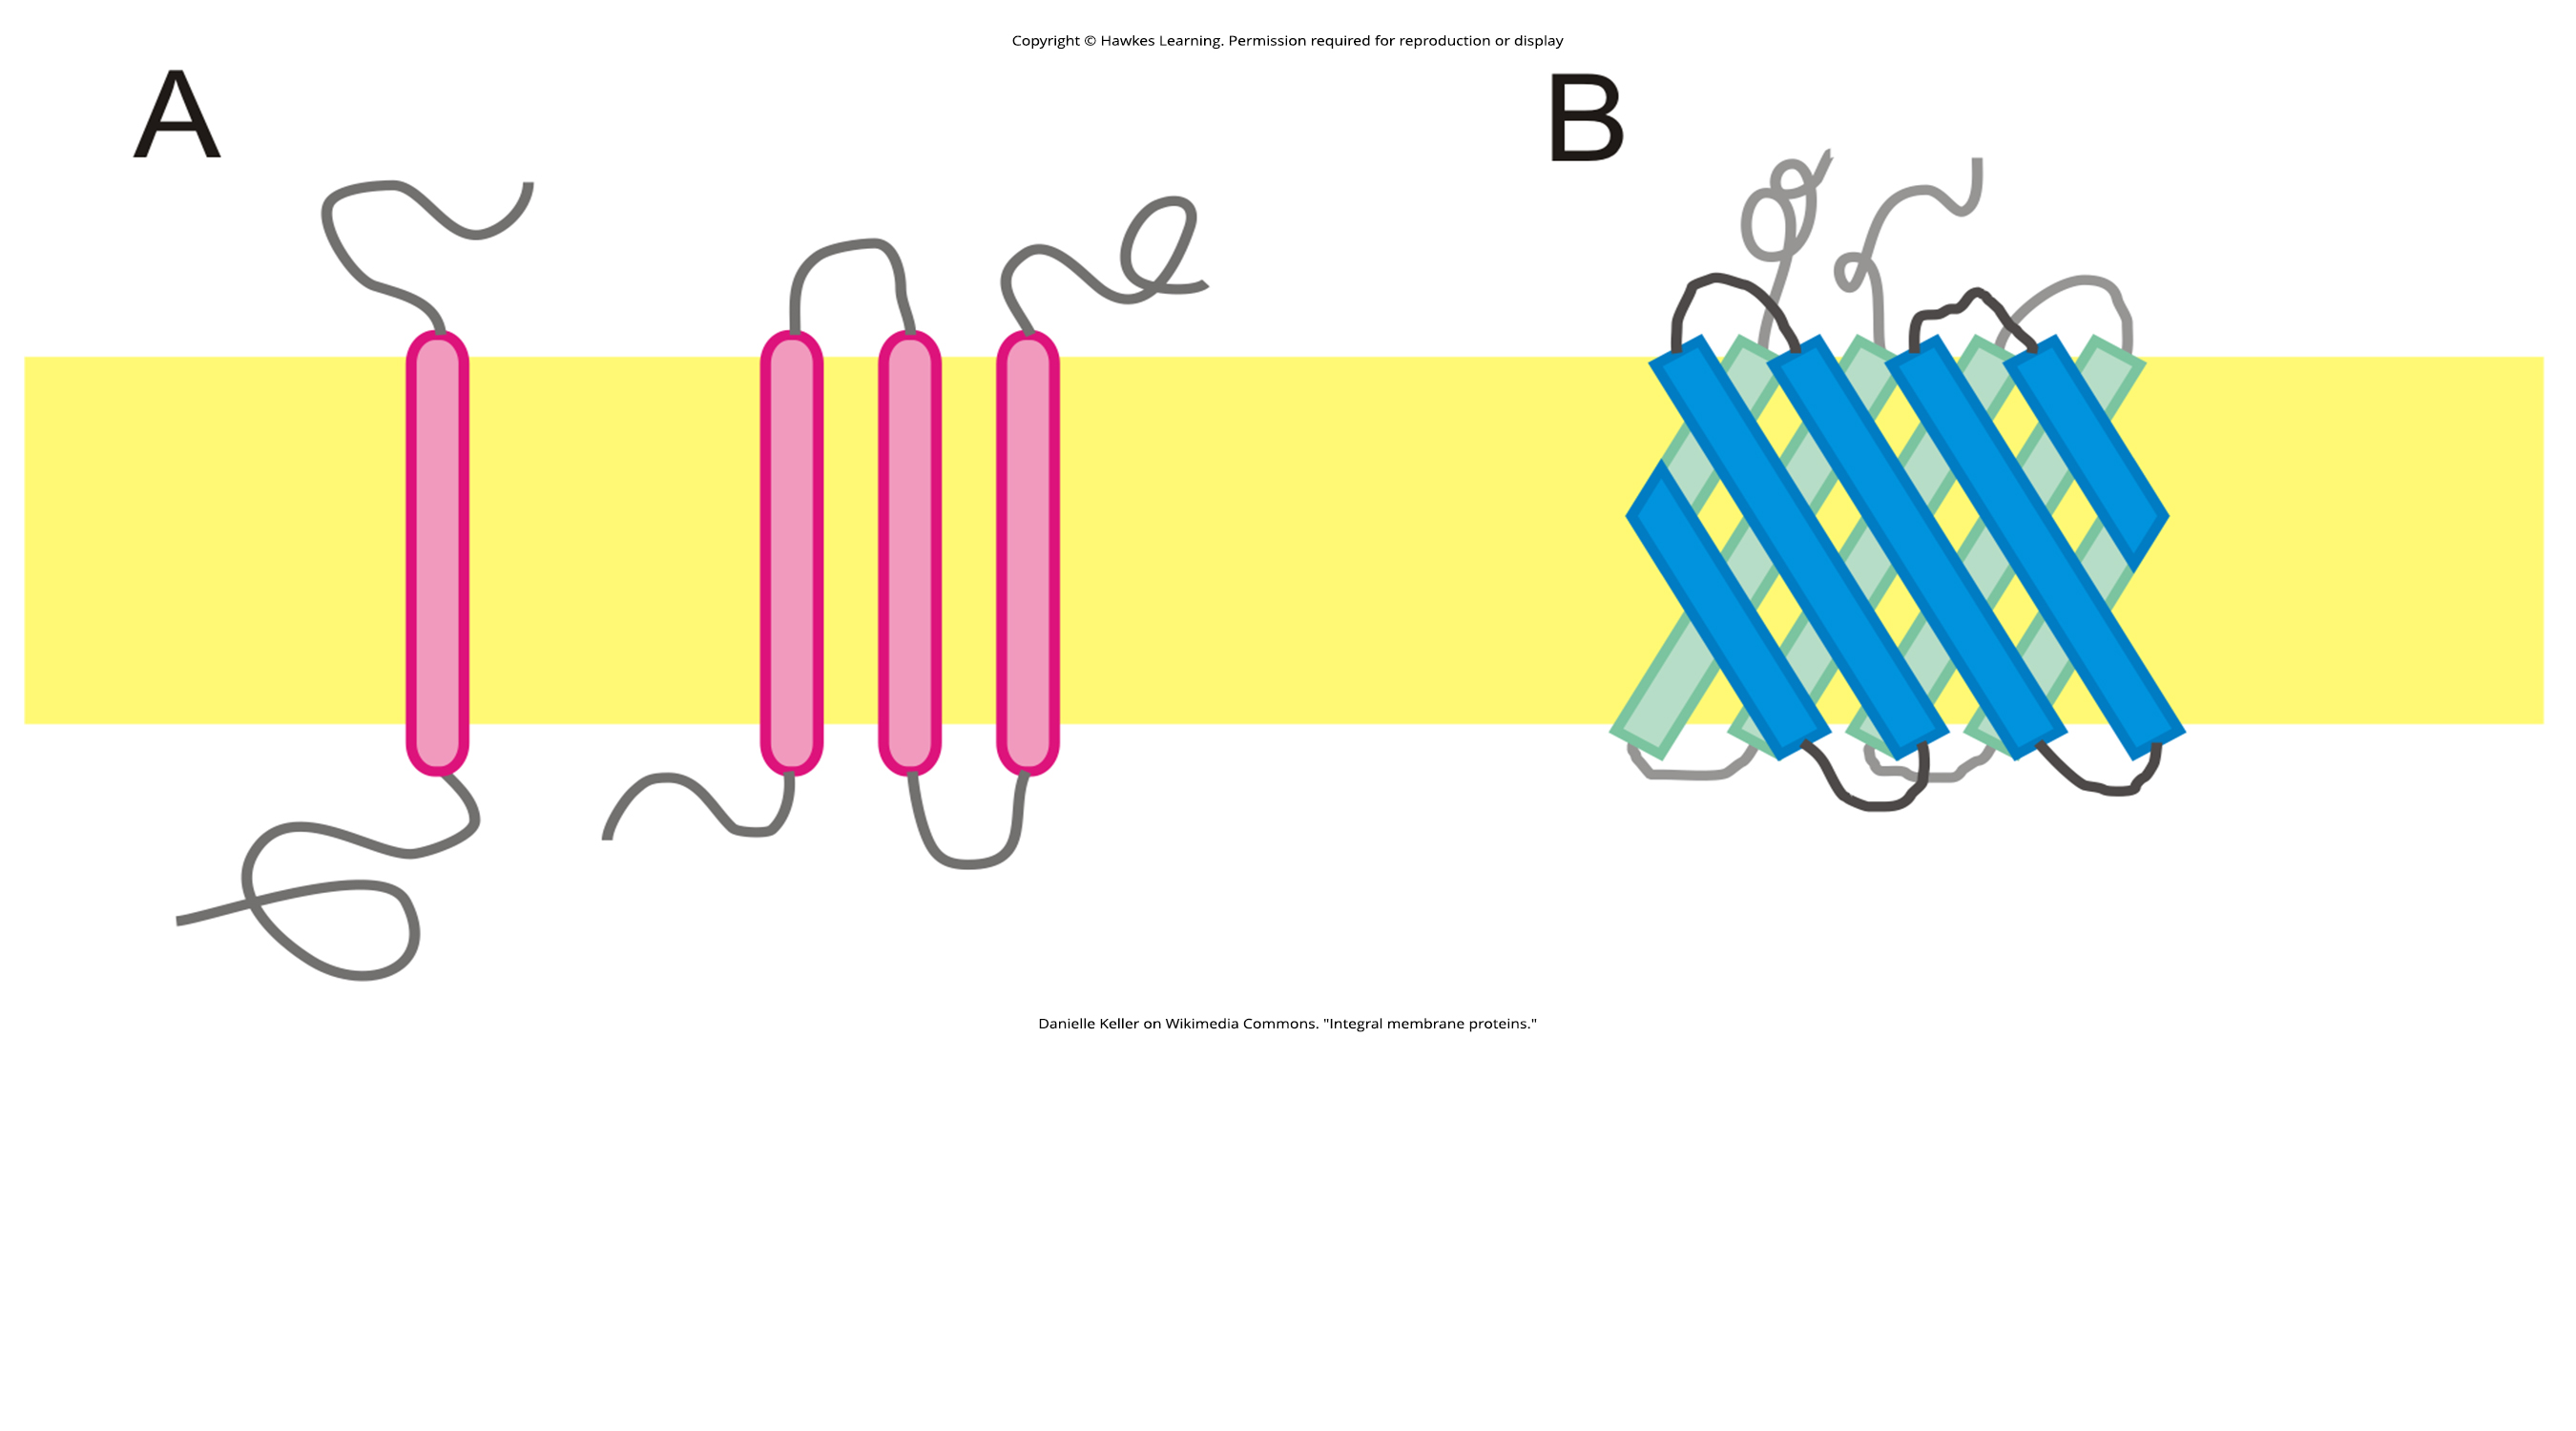 Copyright © Hawkes Learning. Permission required for reproduction or display
A
B
Danielle Keller on Wikimedia Commons. "Integral membrane proteins."